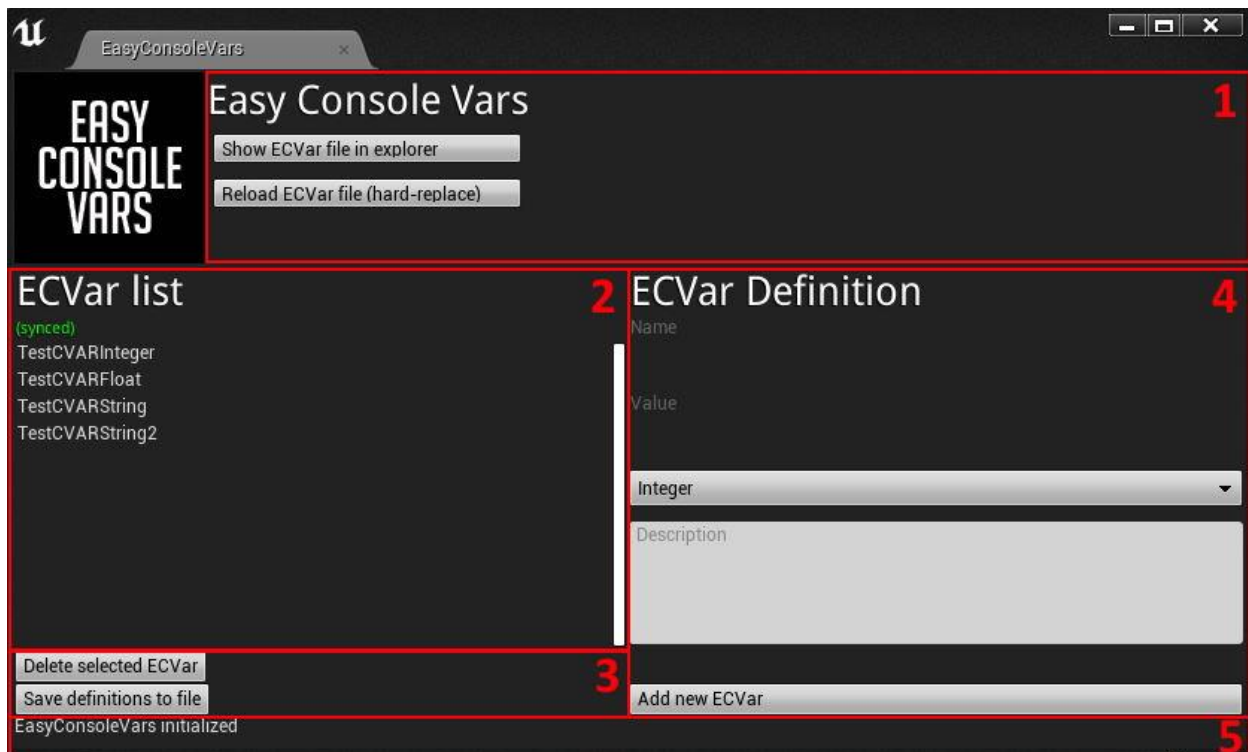 EasyConsoleVars
EASY
CONSOLE
VARS
Easy Console Vars
1
Show ECVar file in explorer
Reload ECVar file (hard-replace)
ECVar list
2
(synced)
TestCVARInteger
TestCVARFloat
TestCVARString
TestCVARString2
Delete selected ECVar
3
Save definitions to file
ECVar Definition
4
Name
Value
Integer
Description
Add new ECVar
EasyConsoleVars initialized
5